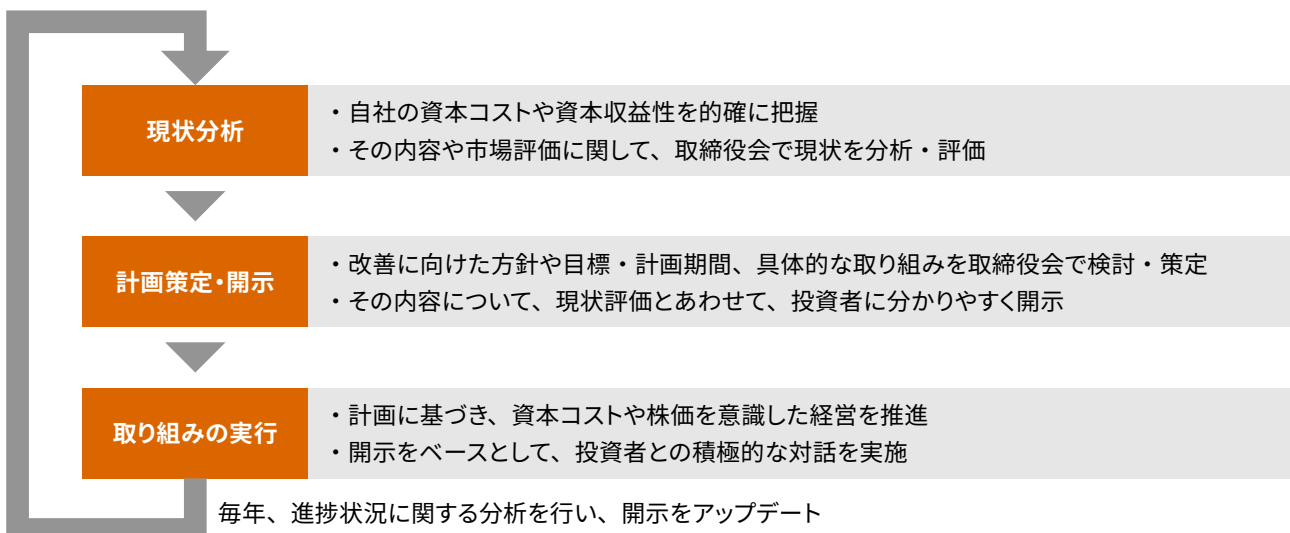 現状分析
・自社の資本コストや資本収益性を的確に把握
・その内容や市場評価に関して、取締役会で現状を分析・評価
計画策定・開示
・改善に向けた方針や目標・計画期間、具体的な取り組みを取締役会で検討・策定
・その内容について、現状評価とあわせて、投資者に分かりやすく開示
取り組みの実行
・計画に基づき、資本コストや株価を意識した経営を推進
・開示をベースとして、投資者との積極的な対話を実施
毎年、進捗状況に関する分析を行い、開示をアップデート